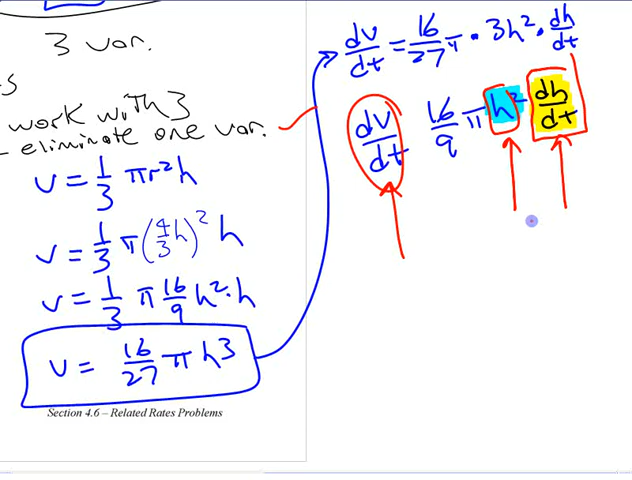 3 var.
s
work with 3
- eliminate one var.
V = 1/3 πr²h
V = 1/3 π(4/3 h)² h
V = 1/3 π 16/9 h² · h
V = 16/27 π h³
Section 4.6 – Related Rates Problems
dV/dt = 16/27 π · 3h² · dh/dt
dV/dt 16/9 π h² dh/dt